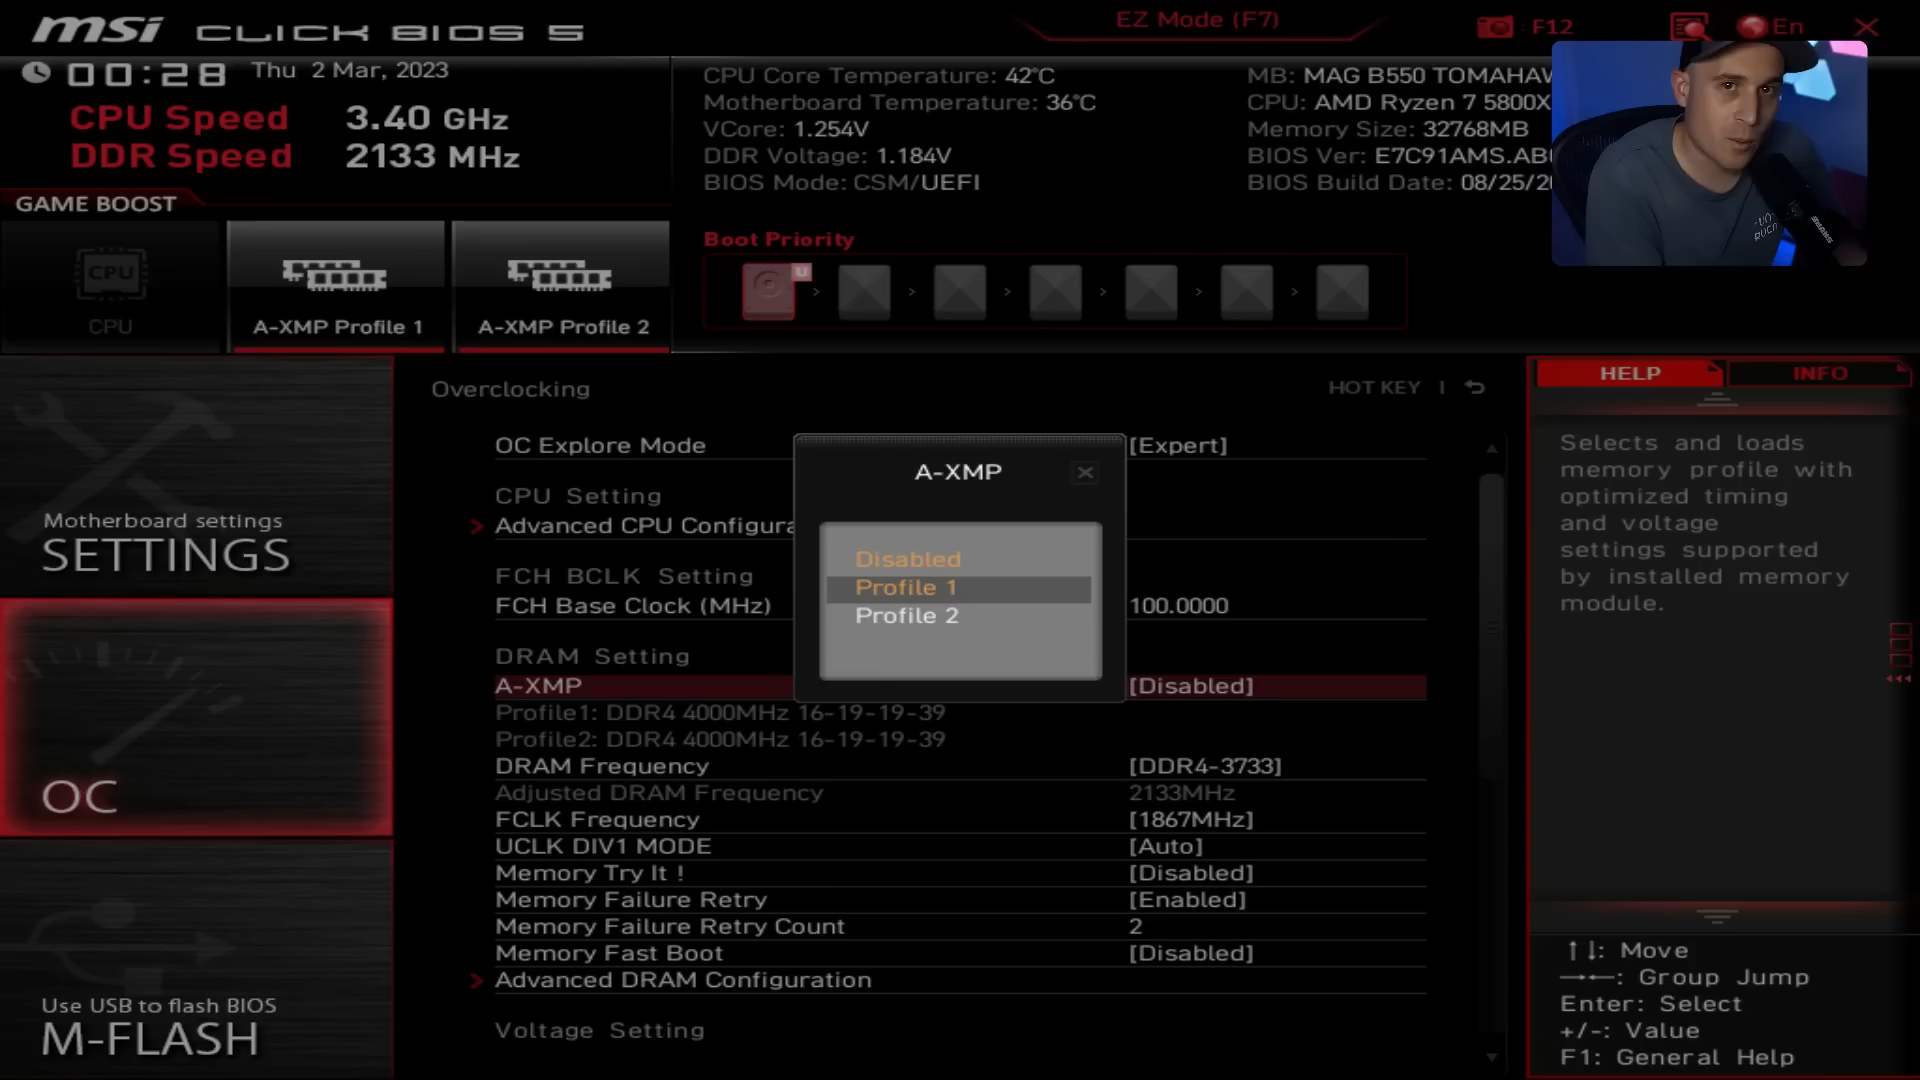 msi CLICK BIOS 5
EZ Mode (F7)
F12
En
00:28 Thu 2 Mar, 2023
CPU Speed 3.40 GHz
DDR Speed 2133 MHz
CPU Core Temperature: 42°C
Motherboard Temperature: 36°C
VCore: 1.254V
DDR Voltage: 1.184V
BIOS Mode: CSM/UEFI
MB: MAG B550 TOMAHAW
CPU: AMD Ryzen 7 5800X
Memory Size: 32768MB
BIOS Ver: E7C91AMS.AB
BIOS Build Date: 08/25/2
GAME BOOST
CPU
CPU
A-XMP Profile 1
A-XMP Profile 2
Boot Priority
U
Motherboard settings
SETTINGS
OC
Use USB to flash BIOS
M-FLASH
Overclocking
HOT KEY
OC Explore Mode [Expert]
CPU Setting
Advanced CPU Configura
FCH BCLK Setting
FCH Base Clock (MHz) 100.0000
DRAM Setting
A-XMP [Disabled]
Profile1: DDR4 4000MHz 16-19-19-39
Profile2: DDR4 4000MHz 16-19-19-39
DRAM Frequency [DDR4-3733]
Adjusted DRAM Frequency 2133MHz
FCLK Frequency [1867MHz]
UCLK DIV1 MODE [Auto]
Memory Try It ! [Disabled]
Memory Failure Retry [Enabled]
Memory Failure Retry Count 2
Memory Fast Boot [Disabled]
Advanced DRAM Configuration
Voltage Setting
A-XMP
Disabled
Profile 1
Profile 2
HELP
INFO
Selects and loads
memory profile with
optimized timing
and voltage
settings supported
by installed memory
module.
↑↓: Move
→←: Group Jump
Enter: Select
+/-: Value
F1: General Help